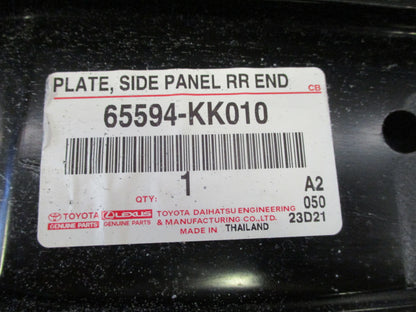 PLATE, SIDE PANEL RR END
CB
65594-KK010
QTY: 1 A2
050
TOYOTA LEXUS TOYOTA DAIHATSU ENGINEERING 23D21
GENUINE PARTS GENUINE PARTS & MANUFACTURING CO.,LTD.
MADE IN THAILAND